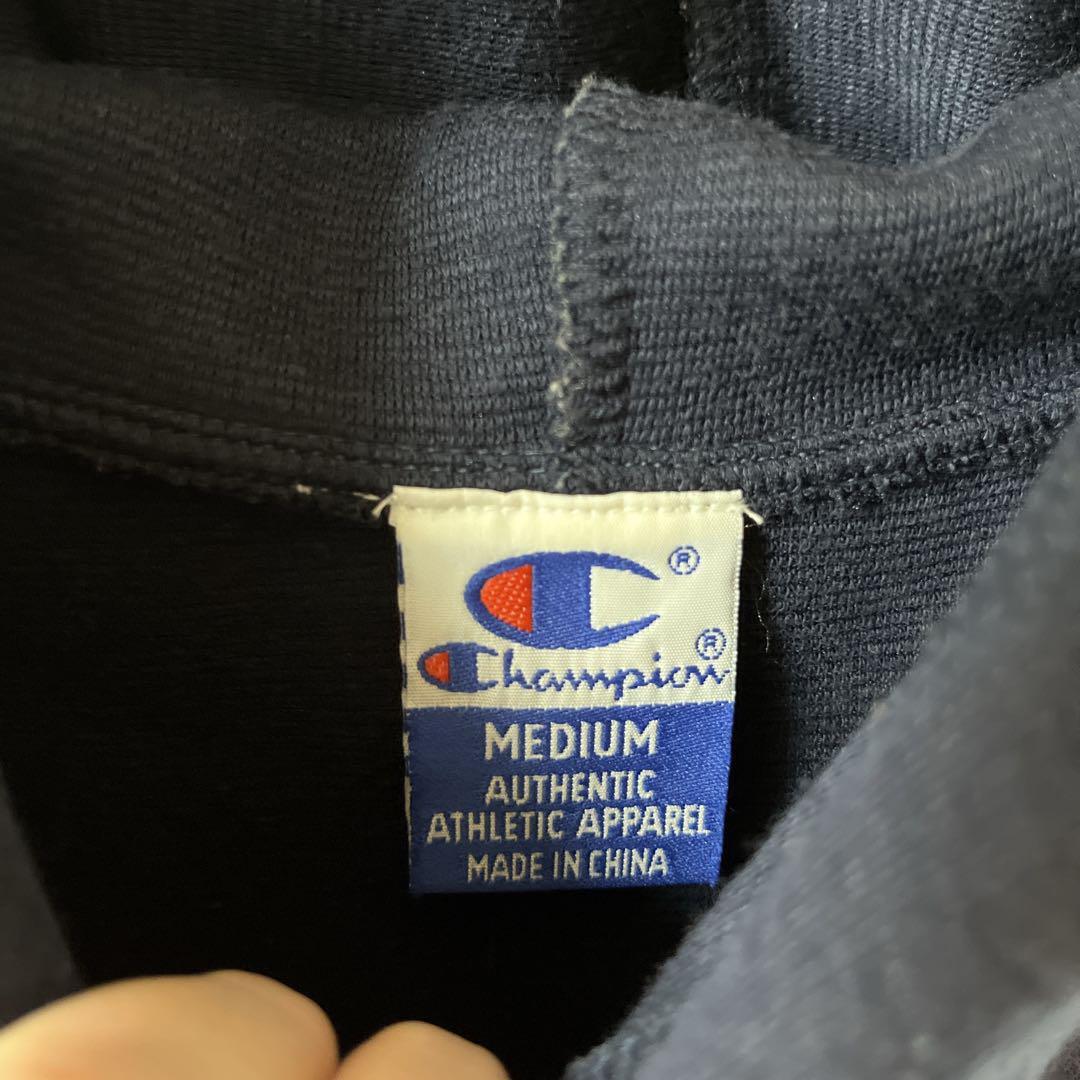 ®
Champion®
MEDIUM
AUTHENTIC
ATHLETIC APPAREL
MADE IN CHINA